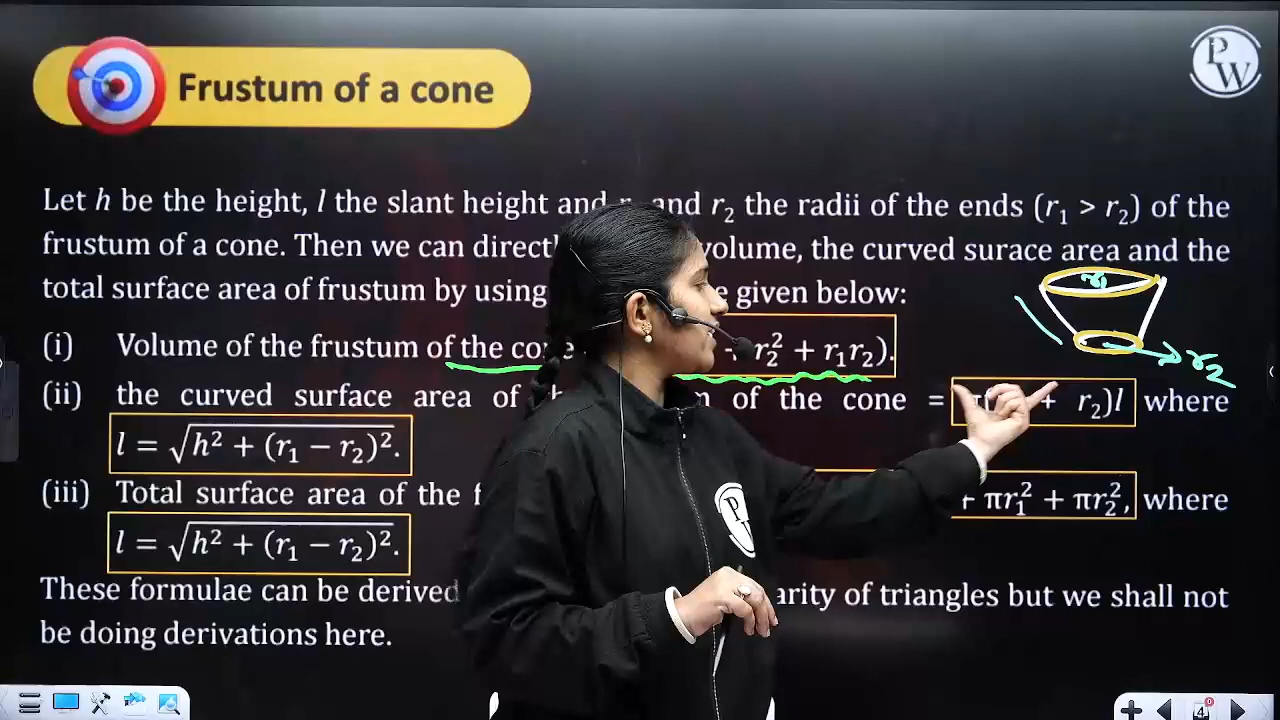 Frustum of a cone
PW
Let h be the height, l the slant height and and r₂ the radii of the ends (r₁ > r₂) of the
frustum of a cone. Then we can volume, the curved surace area and the
total surface area of frustum by using given below:
r₁
(i) Volume of the frustum of the r₂² + r₁r₂).
r₂
(ii) the curved surface area of of the cone = + r₂)l where
l = √h² + (r₁ − r₂)².
(iii) Total surface area of the + πr₁² + πr₂², where
l = √h² + (r₁ − r₂)².
PW
These formulae can be derived of triangles but we shall not
be doing derivations here.
4